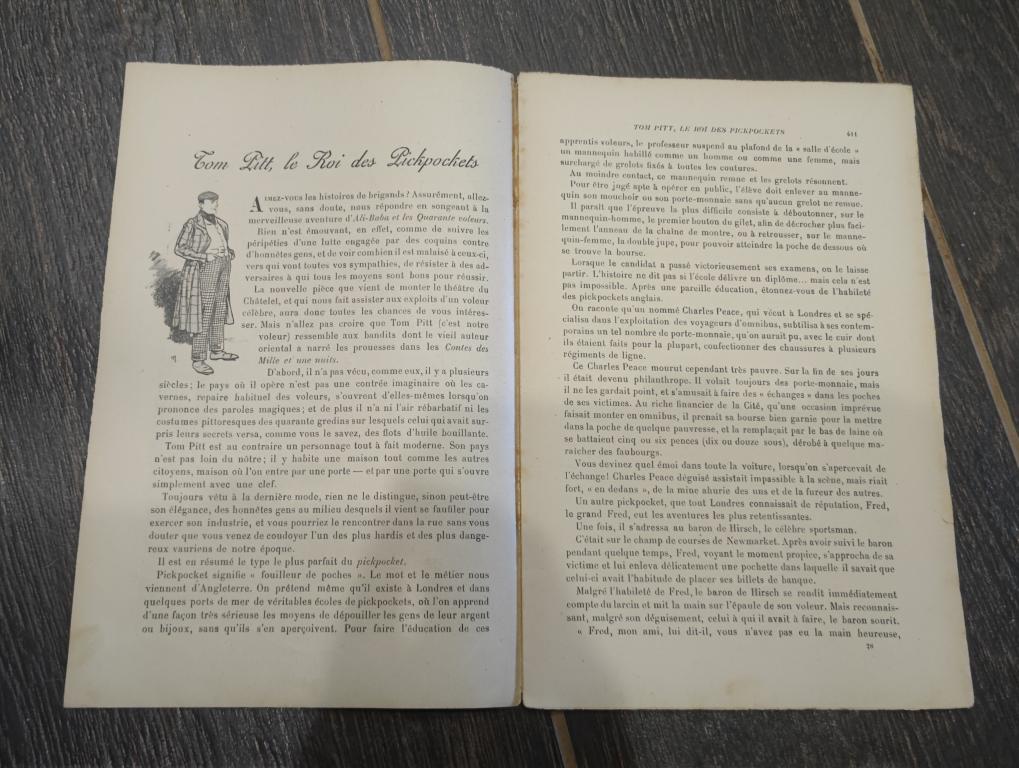 Tom Pitt, le Roi des Pickpockets
AIMEZ-VOUS les histoires de brigands ? Assurément, allez-
vous, sans doute, nous répondre en songeant à la
merveilleuse aventure d'Ali-Baba et les Quarante voleurs.
Rien n'est émouvant, en effet, comme de suivre les
péripéties d'une lutte engagée par des coquins contre
d'honnêtes gens, et de voir combien il est malaisé à ceux-ci,
vers qui vont toutes vos sympathies, de résister à des ad-
versaires à qui tous les moyens sont bons pour réussir.
La nouvelle pièce que vient de monter le théâtre du
Châtelet, et qui nous fait assister aux exploits d'un voleur
célèbre, aura donc toutes les chances de vous intéres-
ser. Mais n'allez pas croire que Tom Pitt (c'est notre
voleur) ressemble aux bandits dont le vieil auteur
oriental a narré les prouesses dans les Contes des
Mille et une nuits.
D'abord, il n'a pas vécu, comme eux, il y a plusieurs
siècles ; le pays où il opère n'est pas une contrée imaginaire où les ca-
vernes, repaire habituel des voleurs, s'ouvrent d'elles-mêmes lorsqu'on
prononce des paroles magiques ; et de plus il n'a ni l'air rébarbatif ni les
costumes pittoresques des quarante gredins sur lesquels celui qui avait sur-
pris leurs secrets versa, comme vous le savez, des flots d'huile bouillante.
Tom Pitt est au contraire un personnage tout à fait moderne. Son pays
n'est pas loin du nôtre ; il y habite une maison tout comme les autres
citoyens, maison où l'on entre par une porte — et par une porte qui s'ouvre
simplement avec une clef.
Toujours vêtu à la dernière mode, rien ne le distingue, sinon peut-être
son élégance, des honnêtes gens au milieu desquels il vient se faufiler pour
exercer son industrie, et vous pourriez le rencontrer dans la rue sans vous
douter que vous venez de coudoyer l'un des plus hardis et des plus dange-
reux vauriens de notre époque.
Il est en résumé le type le plus parfait du pickpocket.
Pickpocket signifie « fouilleur de poches ». Le mot et le métier nous
viennent d'Angleterre. On prétend même qu'il existe à Londres et dans
quelques ports de mer de véritables écoles de pickpockets, où l'on apprend
d'une façon très sérieuse les moyens de dépouiller les gens de leur argent
ou bijoux, sans qu'ils s'en aperçoivent. Pour faire l'éducation de ces
TOM PITT, LE ROI DES PICKPOCKETS 611
apprentis voleurs, le professeur suspend au plafond de la « salle d'école »
un mannequin habillé comme un homme ou comme une femme, mais
surchargé de grelots fixés à toutes les coutures.
Au moindre contact, ce mannequin remue et les grelots résonnent.
Pour être jugé apte à opérer en public, l'élève doit enlever au manne-
quin son mouchoir ou son porte-monnaie sans qu'aucun grelot ne remue.
Il paraît que l'épreuve la plus difficile consiste à déboutonner, sur le
mannequin-homme, le premier bouton du gilet, afin de décrocher plus faci-
lement l'anneau de la chaîne de montre, ou à retrousser, sur le manne-
quin-femme, la double jupe, pour pouvoir atteindre la poche de dessous où
se trouve la bourse.
Lorsque le candidat a passé victorieusement ses examens, on le laisse
partir. L'histoire ne dit pas si l'école délivre un diplôme... mais cela n'est
pas impossible. Après une pareille éducation, étonnez-vous de l'habileté
des pickpockets anglais.
On raconte qu'un nommé Charles Peace, qui vécut à Londres et se spé-
cialisa dans l'exploitation des voyageurs d'omnibus, subtilisa à ses contem-
porains un tel nombre de porte-monnaie, qu'on aurait pu, avec le cuir dont
ils étaient faits pour la plupart, confectionner des chaussures à plusieurs
régiments de ligne.
Ce Charles Peace mourut cependant très pauvre. Sur la fin de ses jours
il était devenu philanthrope. Il volait toujours des porte-monnaie, mais
il ne les gardait point, et s'amusait à faire des « échanges » dans les poches
de ses victimes. Au riche financier de la Cité, qu'une occasion imprévue
faisait monter en omnibus, il prenait sa bourse bien garnie pour la mettre
dans la poche de quelque pauvresse, et la remplaçait par le bas de laine où
se battaient cinq ou six pences (dix ou douze sous), dérobé à quelque ma-
raîcher des faubourgs.
Vous devinez quel émoi dans toute la voiture, lorsqu'on s'apercevait de
l'échange ! Charles Peace déguisé assistait impassible à la scène, mais riait
fort, « en dedans », de la mine ahurie des uns et de la fureur des autres.
Un autre pickpocket, que tout Londres connaissait de réputation, Fred,
le grand Fred, eut les aventures les plus retentissantes.
Une fois, il s'adressa au baron de Hirsch, le célèbre sportsman.
C'était sur le champ de courses de Newmarket. Après avoir suivi le baron
pendant quelque temps, Fred, voyant le moment propice, s'approcha de sa
victime et lui enleva délicatement une pochette dans laquelle il savait que
celui-ci avait l'habitude de placer ses billets de banque.
Malgré l'habileté de Fred, le baron de Hirsch se rendit immédiatement
compte du larcin et mit la main sur l'épaule de son voleur. Mais reconnais-
sant, malgré son déguisement, celui à qui il avait à faire, le baron sourit.
« Fred, mon ami, lui dit-il, vous n'avez pas eu la main heureuse,
78